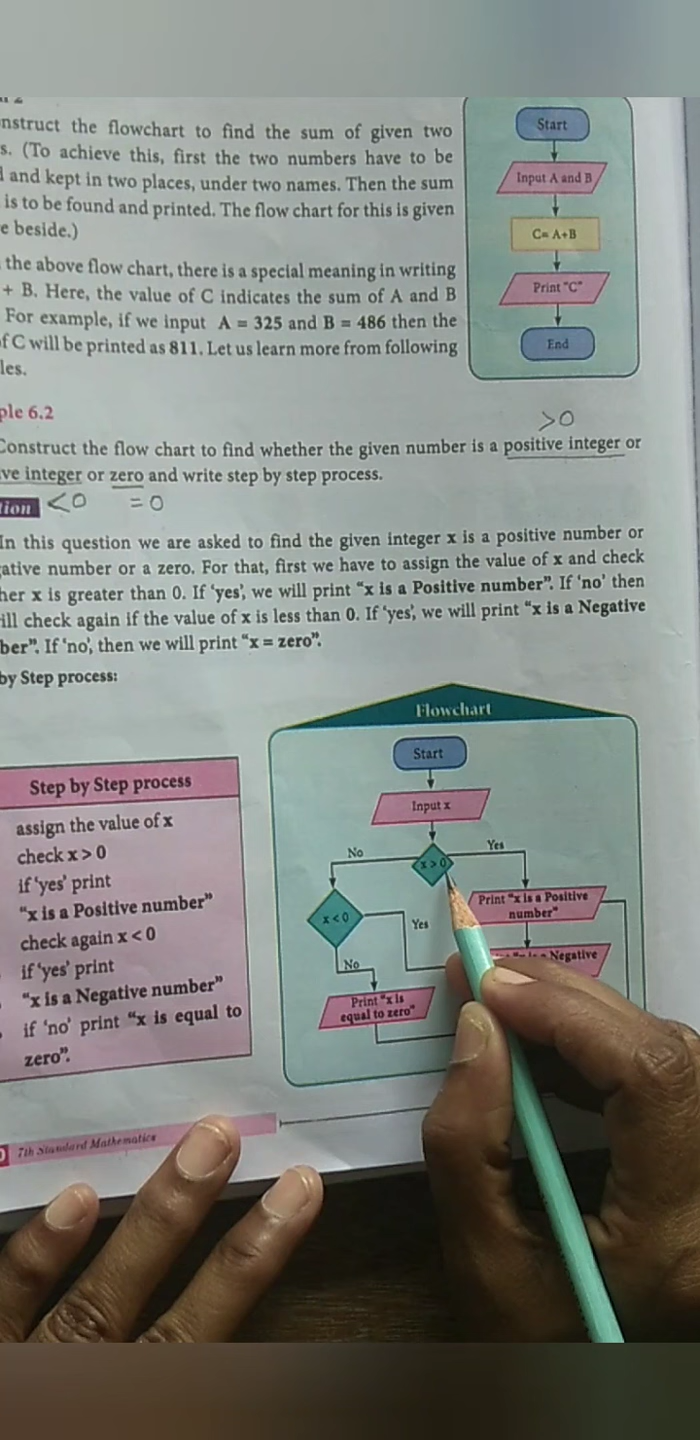 nstruct the flowchart to find the sum of given two
s. (To achieve this, first the two numbers have to be
and kept in two places, under two names. Then the sum
is to be found and printed. The flow chart for this is given
e beside.)
the above flow chart, there is a special meaning in writing
+ B. Here, the value of C indicates the sum of A and B
For example, if we input A = 325 and B = 486 then the
f C will be printed as 811. Let us learn more from following
les.
Start
Input A and B
C= A+B
Print "C"
End
ple 6.2
>0
Construct the flow chart to find whether the given number is a positive integer or
ve integer or zero and write step by step process.
tion <0 =0
In this question we are asked to find the given integer x is a positive number or
ative number or a zero. For that, first we have to assign the value of x and check
her x is greater than 0. If 'yes', we will print "x is a Positive number". If 'no' then
ill check again if the value of x is less than 0. If 'yes', we will print "x is a Negative
ber". If 'no', then we will print "x = zero".
by Step process:
Step by Step process
assign the value of x
check x > 0
if 'yes' print
"x is a Positive number"
check again x < 0
if 'yes' print
"x is a Negative number"
if 'no' print "x is equal to
zero".
Flowchart
Start
Input x
No
x > 0
Yes
Print "x is a Positive
number"
x < 0
Yes
Negative
No
Print "x is
equal to zero"
7th Standard Mathematics